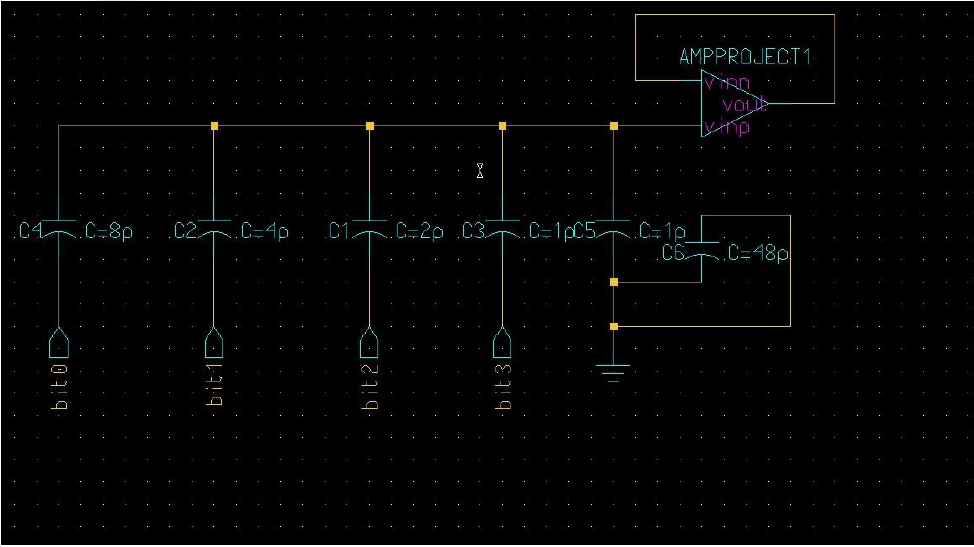 AMPPROJECT1
vinn
vout
vinp
C4 C=8p
C2 C=4p
C1 C=2p
C3 C=1p
C5 C=1p
C6 C=48p
bit0
bit1
bit2
bit3